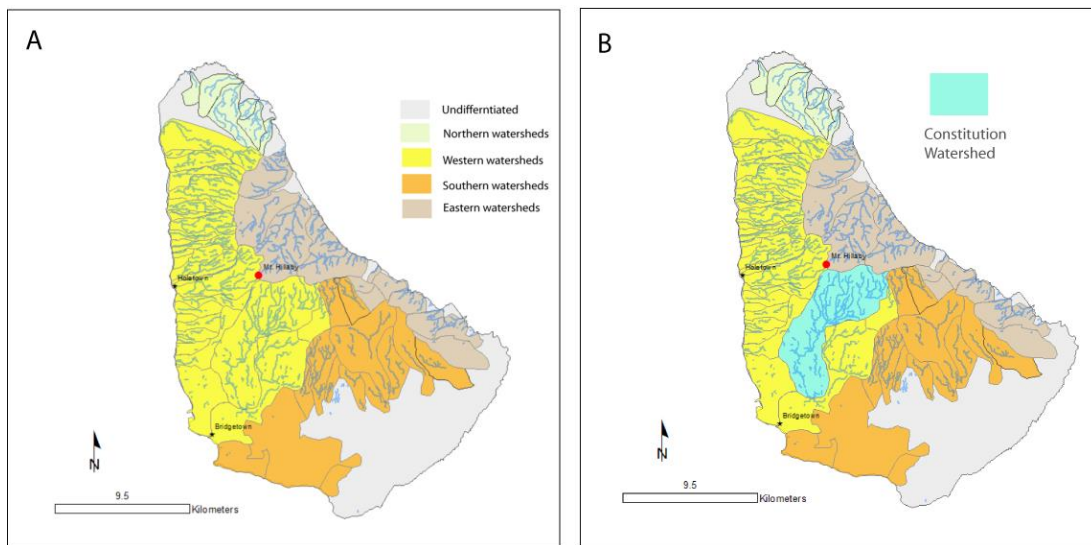 A
Undifferntiated
Northern watersheds
Western watersheds
Southern watersheds
Eastern watersheds
Mt. Hillaby
Holetown
Bridgetown
N
9.5
Kilometers
B
Constitution
Watershed
Mt. Hillaby
Holetown
Bridgetown
N
9.5
Kilometers